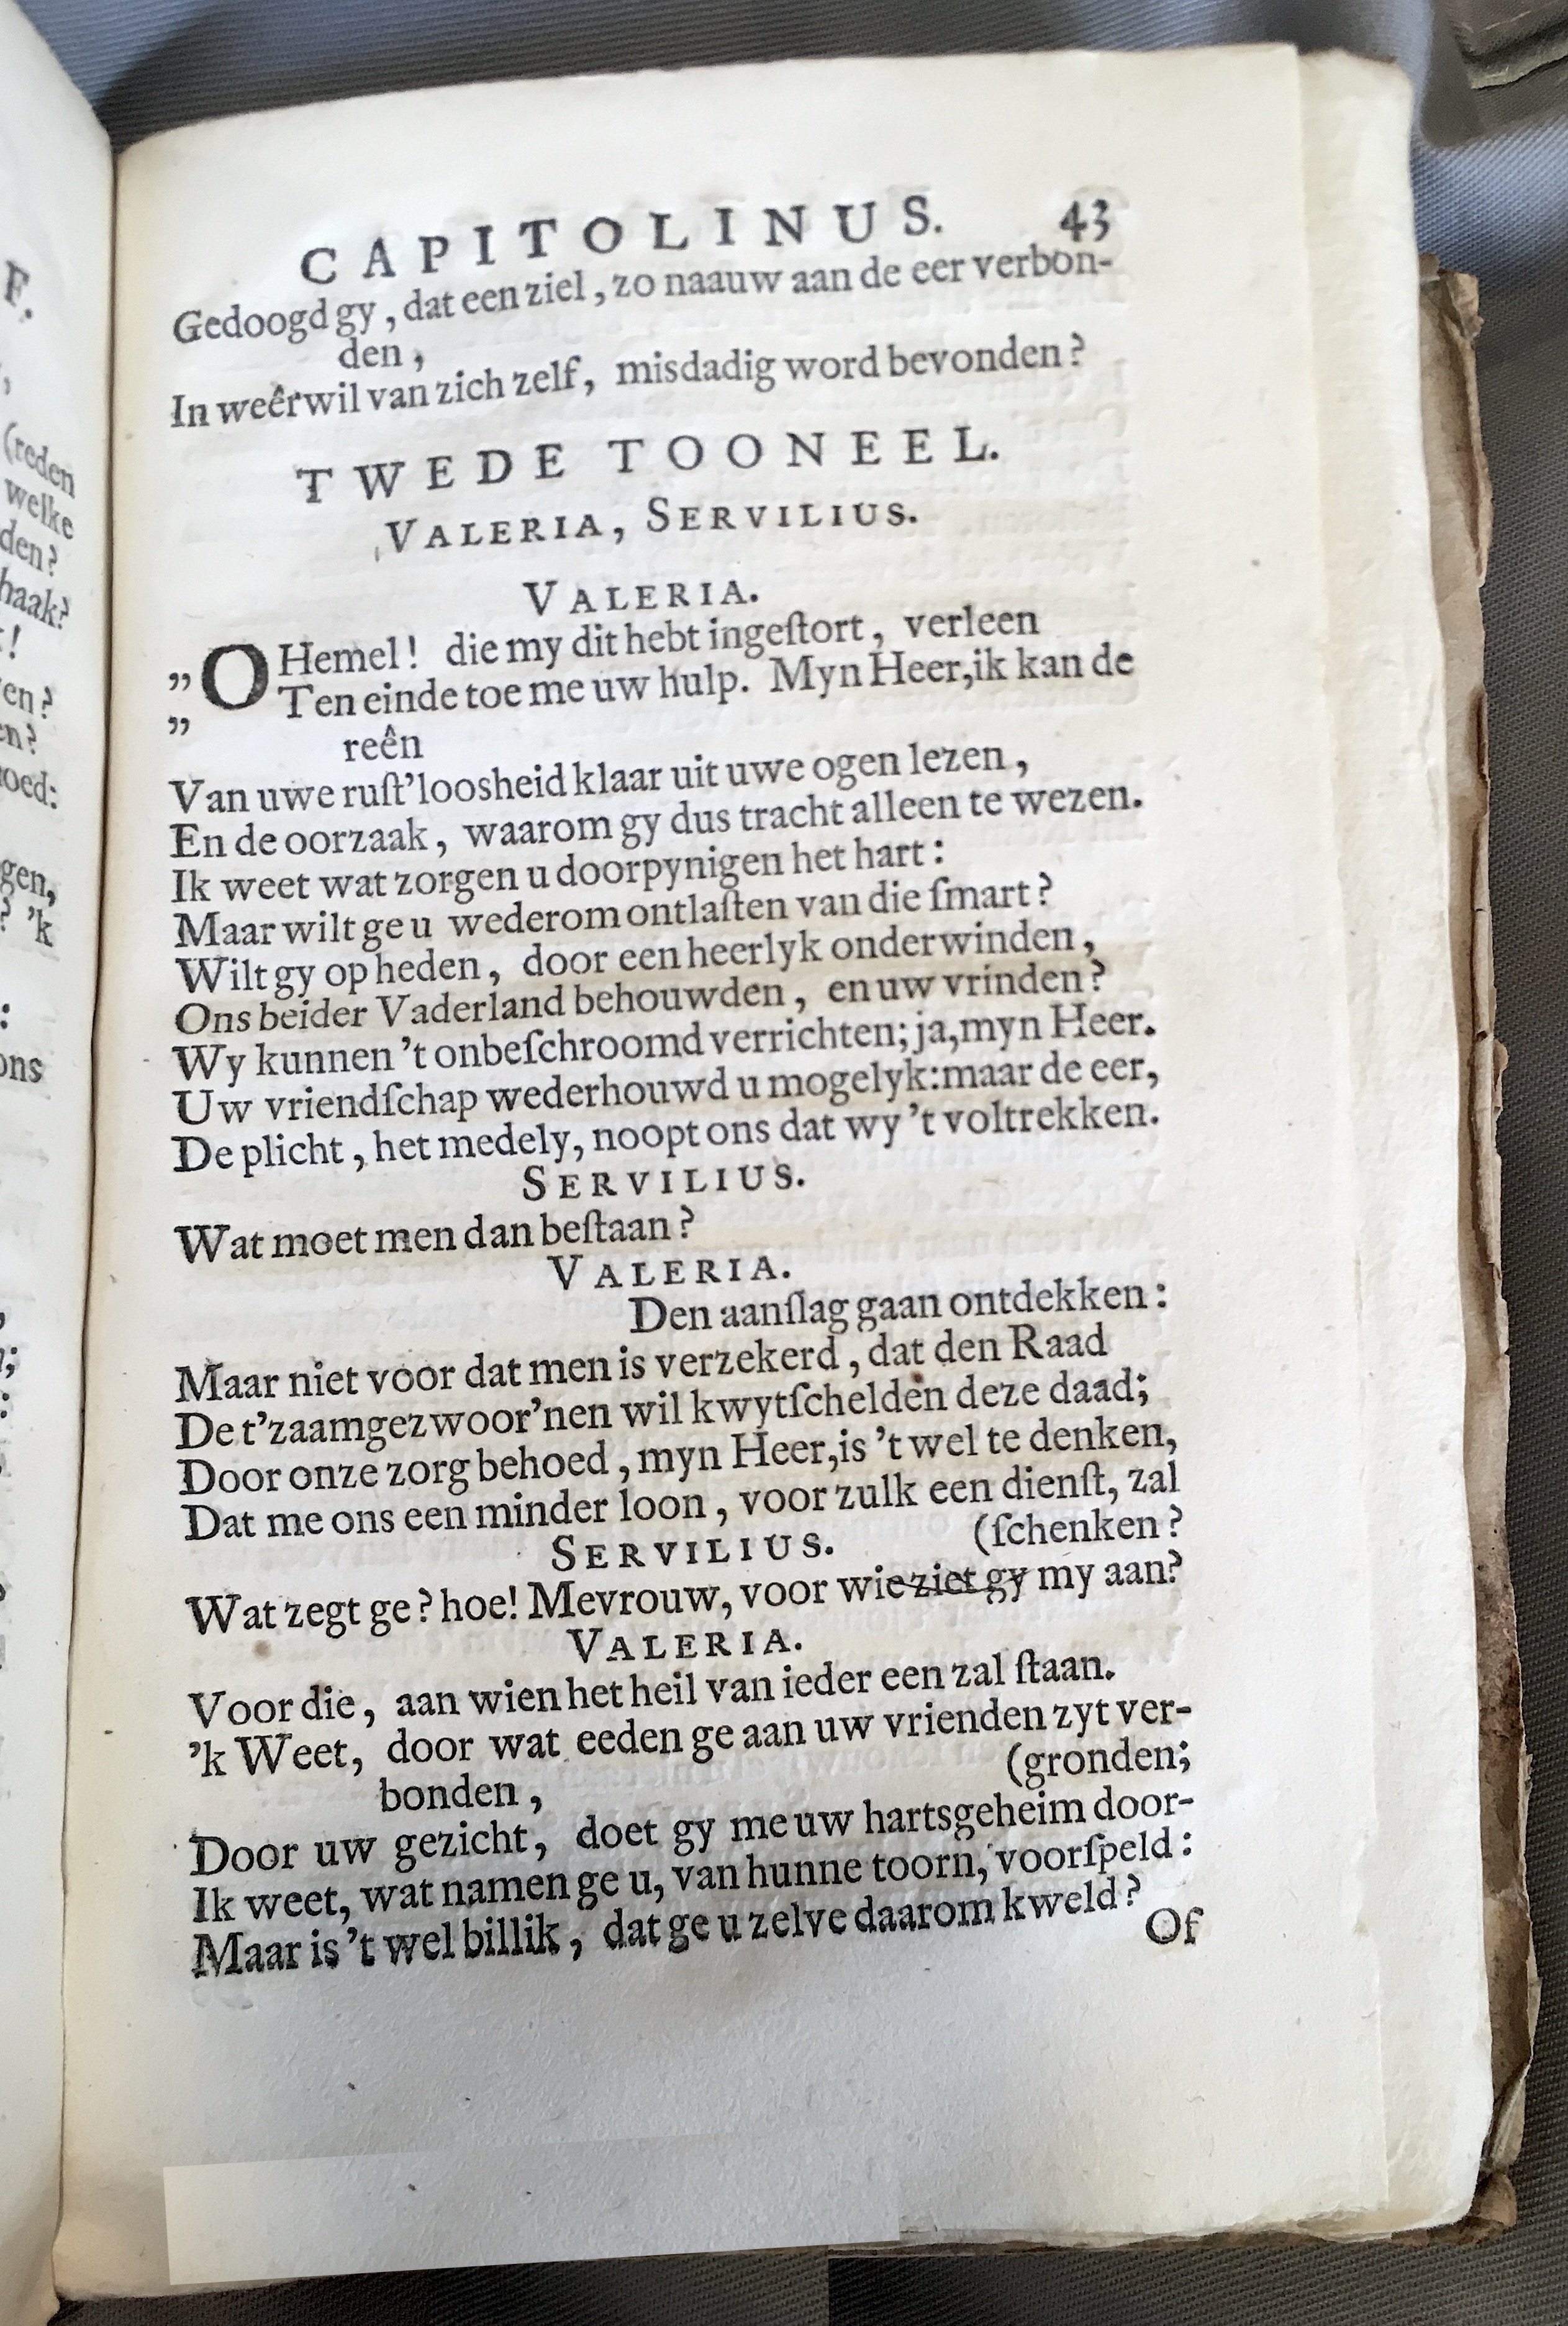 CAPITOLINUS. 43
Gedoogd gy, dat een ziel, zo naauw aan de eer verbon-
den,
In weêrwil van zich zelf, misdadig word bevonden?
TWEDE TOONEEL.
VALERIA, SERVILIUS.
VALERIA.
„ O Hemel! die my dit hebt ingeſtort, verleen
„ Ten einde toe me uw hulp. Myn Heer, ik kan de
reên
Van uwe ruſt'loosheid klaar uit uwe ogen lezen,
En de oorzaak, waarom gy dus tracht alleen te wezen.
Ik weet wat zorgen u doorpynigen het hart:
Maar wilt ge u wederom ontlaſten van die ſmart?
Wilt gy op heden, door een heerlyk onderwinden,
Ons beider Vaderland behouwden, en uw vrinden?
Wy kunnen 't onbeſchroomd verrichten; ja, myn Heer.
Uw vriendſchap wederhouwd u mogelyk: maar de eer,
De plicht, het medely, noopt ons dat wy 't voltrekken.
SERVILIUS.
Wat moet men dan beſtaan?
VALERIA.
Den aanſlag gaan ontdekken:
Maar niet voor dat men is verzekerd, dat den Raad
De t'zaamgezwoor'nen wil kwytſchelden deze daad;
Door onze zorg behoed, myn Heer, is 't wel te denken,
Dat me ons een minder loon, voor zulk een dienſt, zal
SERVILIUS. (ſchenken?
Wat zegt ge? hoe! Mevrouw, voor wie ziet gy my aan?
VALERIA.
Voor die, aan wien het heil van ieder een zal ſtaan.
'k Weet, door wat eeden ge aan uw vrienden zyt ver-
bonden, (gronden;
Door uw gezicht, doet gy me uw hartsgeheim door-
Ik weet, wat namen ge u, van hunne toorn, voorſpeld:
Maar is 't wel billik, dat ge u zelve daarom kweld?
Of